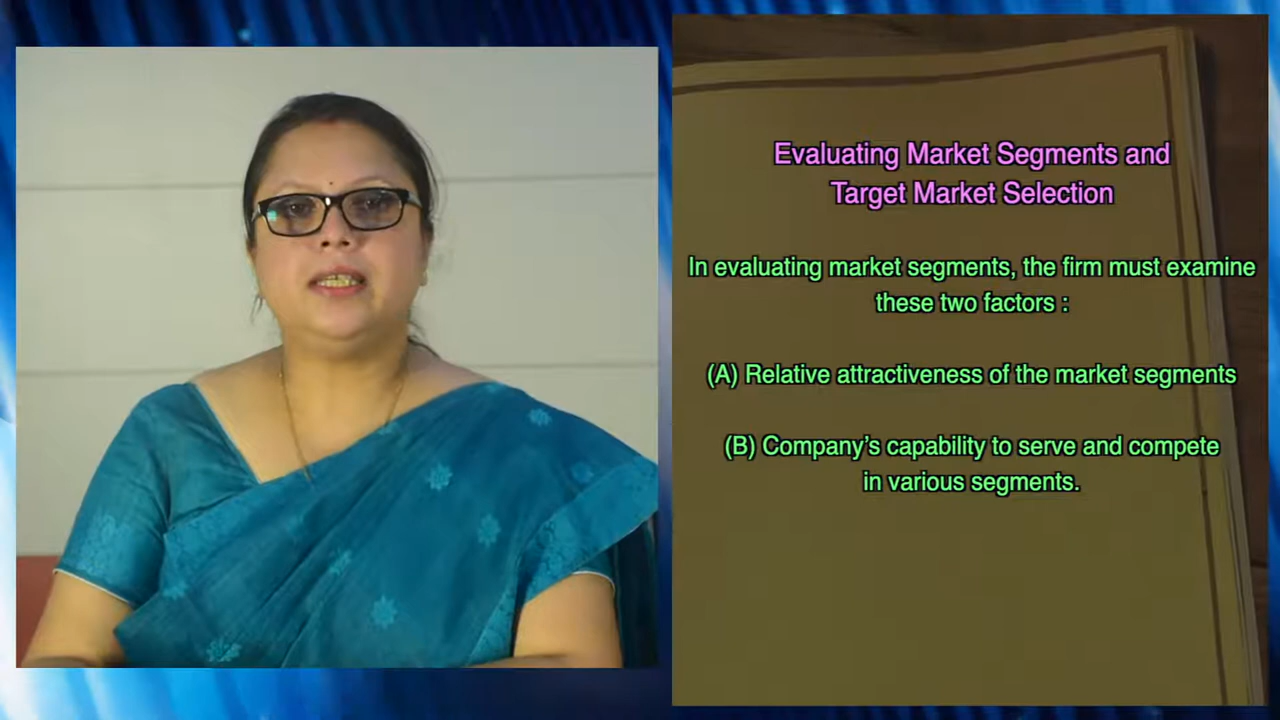 Evaluating Market Segments and
Target Market Selection
In evaluating market segments, the firm must examine
these two factors :
(A) Relative attractiveness of the market segments
(B) Company's capability to serve and compete
in various segments.